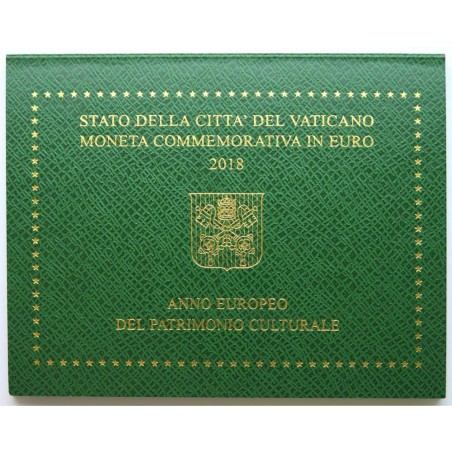 STATO DELLA CITTA' DEL VATICANO
MONETA COMMEMORATIVA IN EURO
2018
ANNO EUROPEO
DEL PATRIMONIO CULTURALE